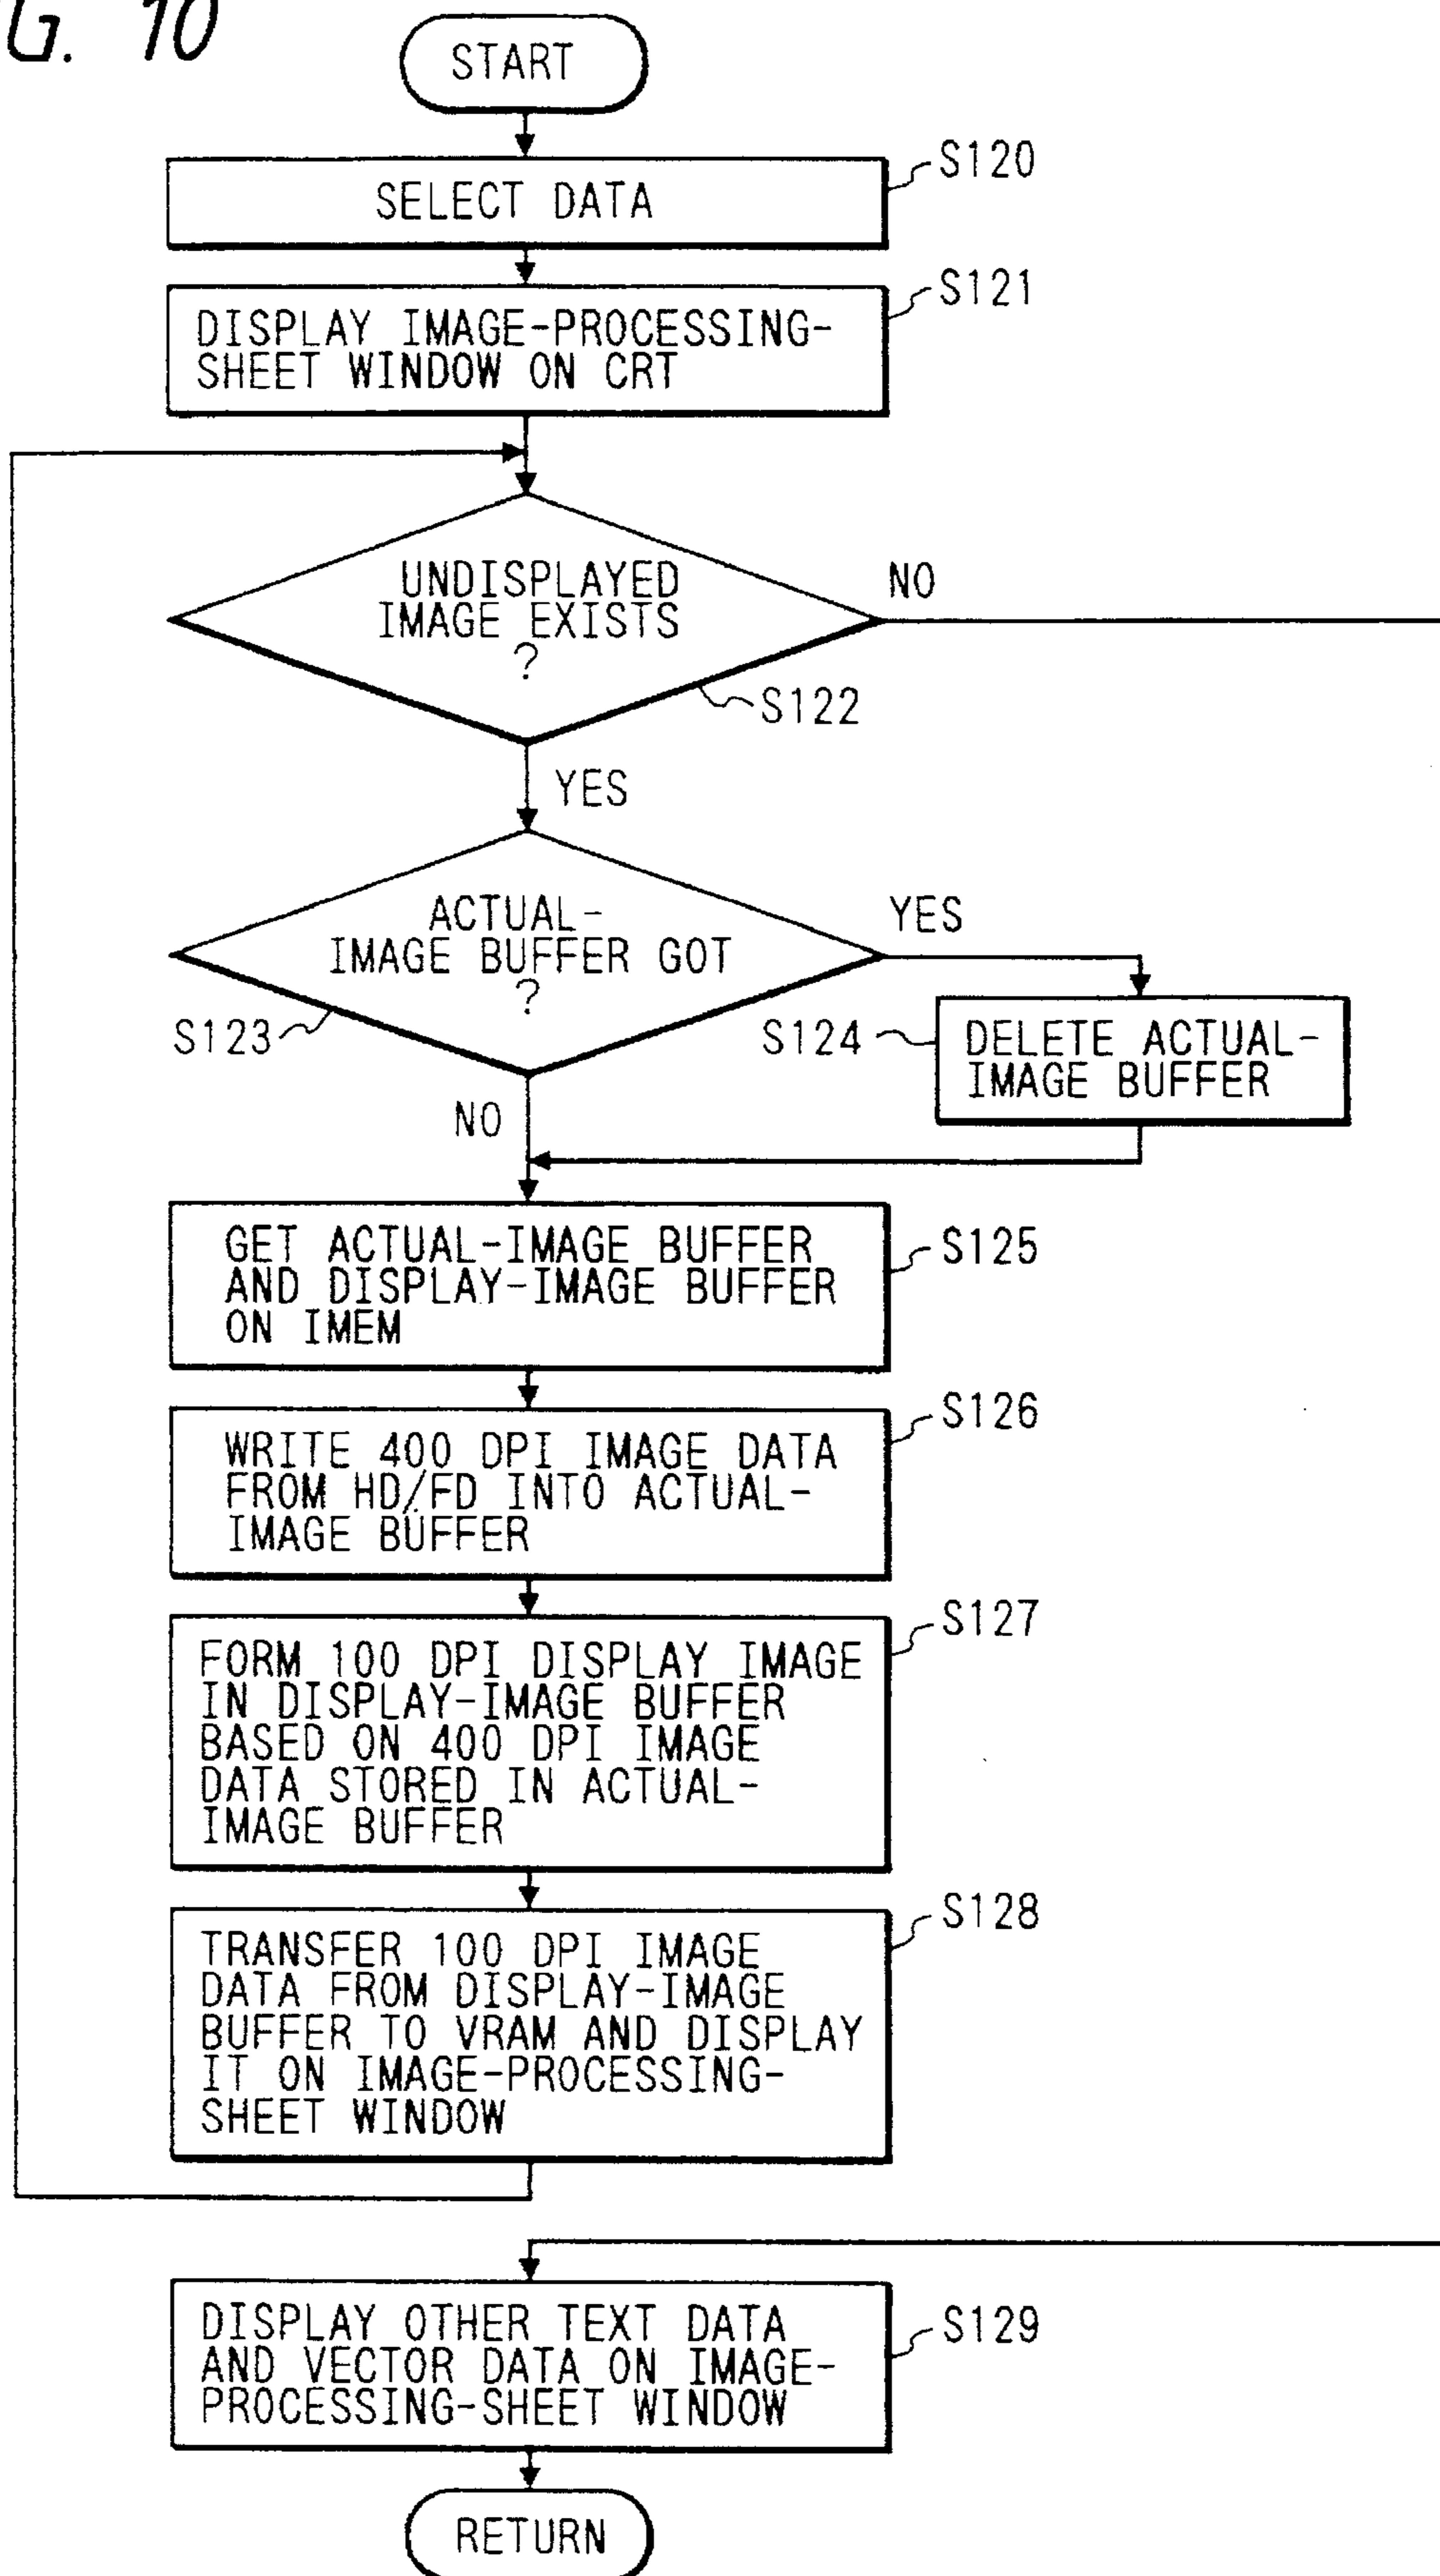 G. 10
START
SELECT DATA
S120
DISPLAY IMAGE-PROCESSING-
SHEET WINDOW ON CRT
S121
UNDISPLAYED
IMAGE EXISTS
?
NO
S122
YES
ACTUAL-
IMAGE BUFFER GOT
?
YES
S123
S124
DELETE ACTUAL-
IMAGE BUFFER
NO
GET ACTUAL-IMAGE BUFFER
AND DISPLAY-IMAGE BUFFER
ON IMEM
S125
WRITE 400 DPI IMAGE DATA
FROM HD/FD INTO ACTUAL-
IMAGE BUFFER
S126
FORM 100 DPI DISPLAY IMAGE
IN DISPLAY-IMAGE BUFFER
BASED ON 400 DPI IMAGE
DATA STORED IN ACTUAL-
IMAGE BUFFER
S127
TRANSFER 100 DPI IMAGE
DATA FROM DISPLAY-IMAGE
BUFFER TO VRAM AND DISPLAY
IT ON IMAGE-PROCESSING-
SHEET WINDOW
S128
DISPLAY OTHER TEXT DATA
AND VECTOR DATA ON IMAGE-
PROCESSING-SHEET WINDOW
S129
RETURN